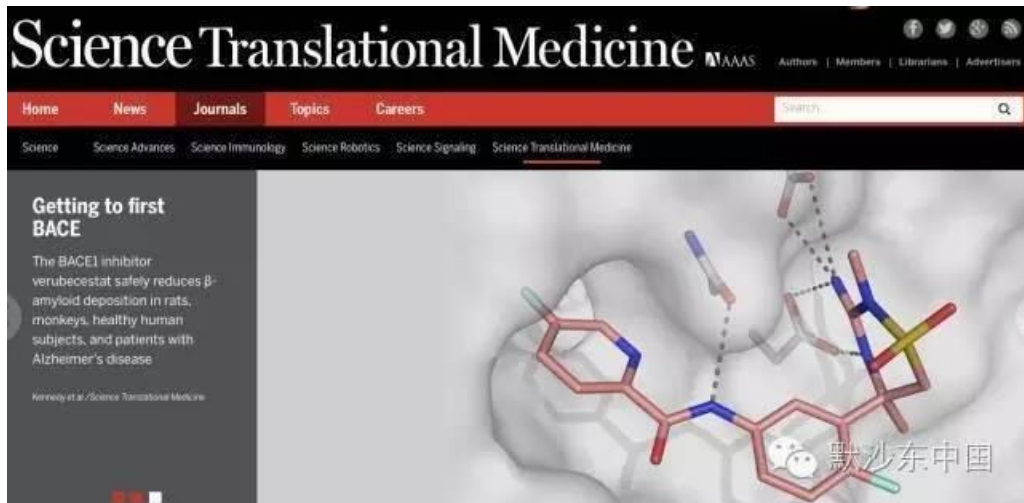 Science Translational Medicine AAAS
Authors | Members | Librarians | Advertisers
Home News Journals Topics Careers
Search
Science Science Advances Science Immunology Science Robotics Science Signaling Science Translational Medicine
Getting to first
BACE
The BACE1 inhibitor
verubecestat safely reduces β-
amyloid deposition in rats,
monkeys, healthy human
subjects, and patients with
Alzheimer's disease
Kennedy et al./Science Translational Medicine
默沙东中国